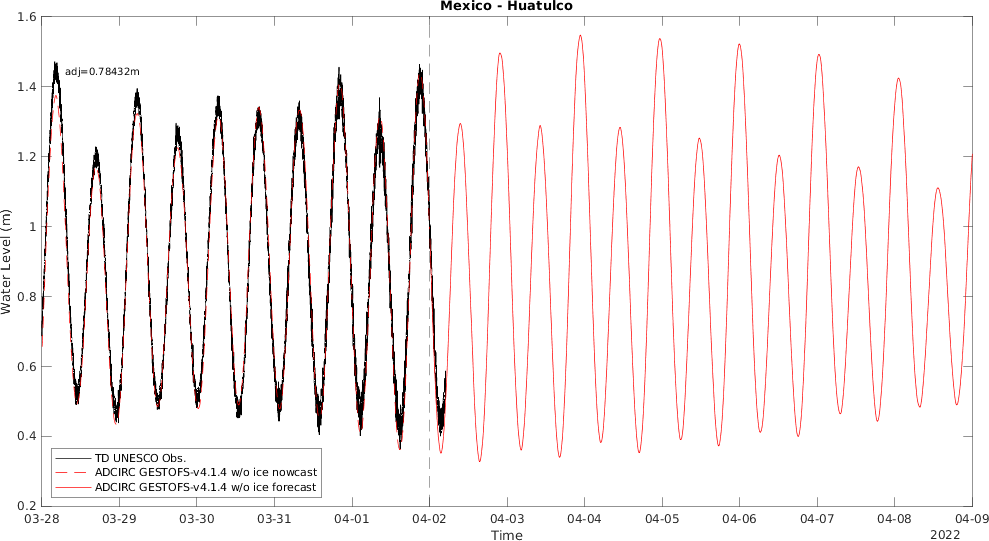 Mexico - Huatulco
1.6
1.4
1.2
1
0.8
0.6
0.4
0.2
Water Level (m)
adj=0.78432m
TD UNESCO Obs.
ADCIRC GESTOFS-v4.1.4 w/o ice nowcast
ADCIRC GESTOFS-v4.1.4 w/o ice forecast
03-28 03-29 03-30 03-31 04-01 04-02 04-03 04-04 04-05 04-06 04-07 04-08 04-09
Time
2022